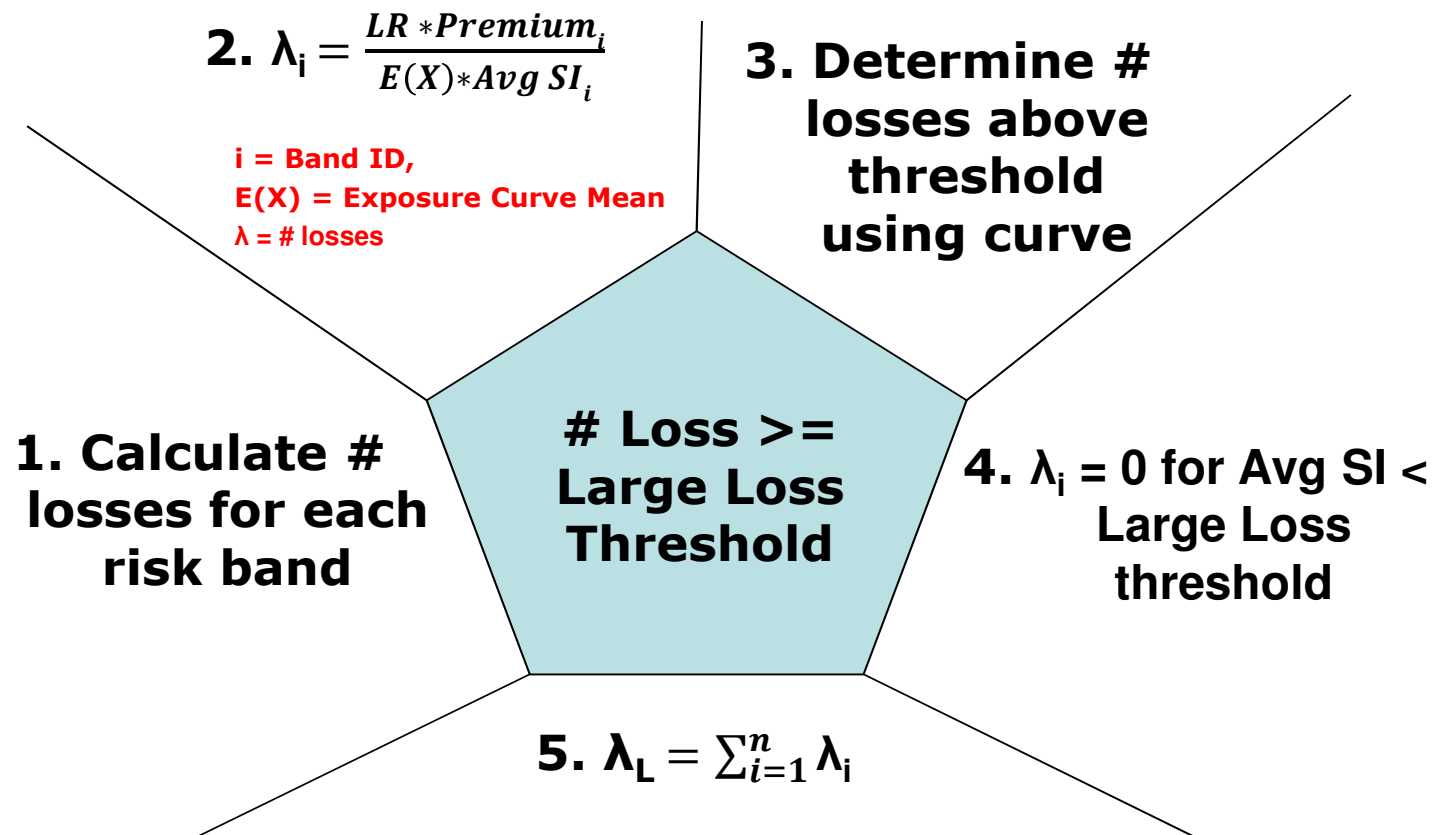 1. Calculate #
losses for each
risk band
2. λᵢ = LR ∗Premiumᵢ / E(X)∗Avg SIᵢ
i = Band ID,
E(X) = Exposure Curve Mean
λ = # losses
3. Determine #
losses above
threshold
using curve
4. λᵢ = 0 for Avg SI <
Large Loss
threshold
5. λ_L = ∑ⁿᵢ₌₁ λᵢ
# Loss >=
Large Loss
Threshold